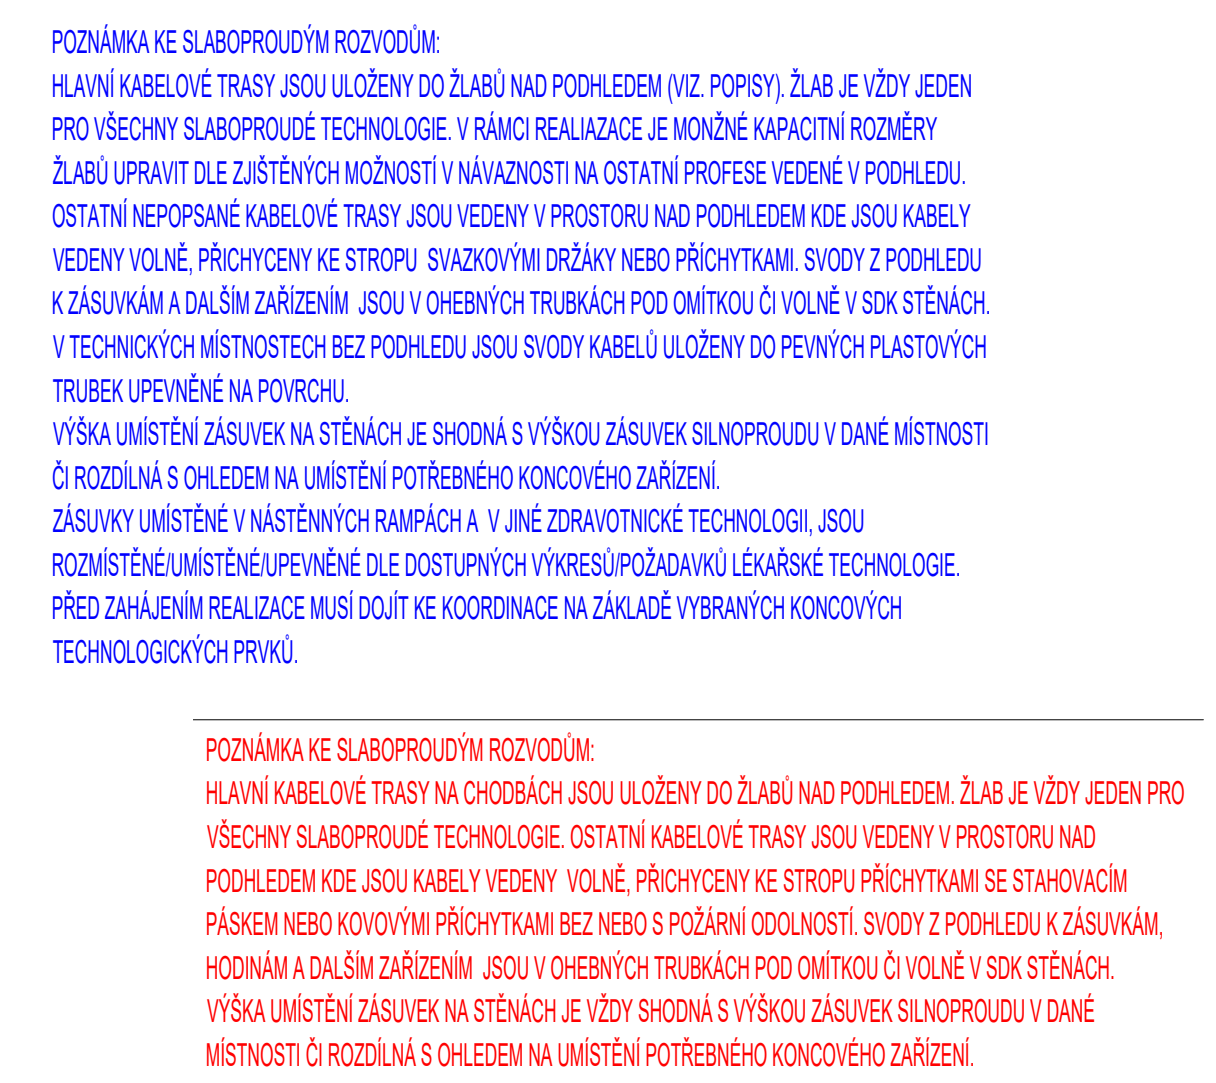 POZNÁMKA KE SLABOPROUDÝM ROZVODŮM:
HLAVNÍ KABELOVÉ TRASY JSOU ULOŽENY DO ŽLABŮ NAD PODHLEDEM (VIZ. POPISY). ŽLAB JE VŽDY JEDEN
PRO VŠECHNY SLABOPROUDÉ TECHNOLOGIE. V RÁMCI REALIAZACE JE MONŽNÉ KAPACITNÍ ROZMĚRY
ŽLABŮ UPRAVIT DLE ZJIŠTĚNÝCH MOŽNOSTÍ V NÁVAZNOSTI NA OSTATNÍ PROFESE VEDENÉ V PODHLEDU.
OSTATNÍ NEPOPSANÉ KABELOVÉ TRASY JSOU VEDENY V PROSTORU NAD PODHLEDEM KDE JSOU KABELY
VEDENY VOLNĚ, PŘICHYCENY KE STROPU  SVAZKOVÝMI DRŽÁKY NEBO PŘÍCHYTKAMI. SVODY Z PODHLEDU
K ZÁSUVKÁM A DALŠÍM ZAŘÍZENÍM  JSOU V OHEBNÝCH TRUBKÁCH POD OMÍTKOU ČI VOLNĚ V SDK STĚNÁCH.
V TECHNICKÝCH MÍSTNOSTECH BEZ PODHLEDU JSOU SVODY KABELŮ ULOŽENY DO PEVNÝCH PLASTOVÝCH
TRUBEK UPEVNĚNÉ NA POVRCHU.
VÝŠKA UMÍSTĚNÍ ZÁSUVEK NA STĚNÁCH JE SHODNÁ S VÝŠKOU ZÁSUVEK SILNOPROUDU V DANÉ MÍSTNOSTI
ČI ROZDÍLNÁ S OHLEDEM NA UMÍSTĚNÍ POTŘEBNÉHO KONCOVÉHO ZAŘÍZENÍ.
ZÁSUVKY UMÍSTĚNÉ V NÁSTĚNNÝCH RAMPÁCH A  V JINÉ ZDRAVOTNICKÉ TECHNOLOGII, JSOU
ROZMÍSTĚNÉ/UMÍSTĚNÉ/UPEVNĚNÉ DLE DOSTUPNÝCH VÝKRESŮ/POŽADAVKŮ LÉKAŘSKÉ TECHNOLOGIE.
PŘED ZAHÁJENÍM REALIZACE MUSÍ DOJÍT KE KOORDINACE NA ZÁKLADĚ VYBRANÝCH KONCOVÝCH
TECHNOLOGICKÝCH PRVKŮ.
POZNÁMKA KE SLABOPROUDÝM ROZVODŮM:
HLAVNÍ KABELOVÉ TRASY NA CHODBÁCH JSOU ULOŽENY DO ŽLABŮ NAD PODHLEDEM. ŽLAB JE VŽDY JEDEN PRO
VŠECHNY SLABOPROUDÉ TECHNOLOGIE. OSTATNÍ KABELOVÉ TRASY JSOU VEDENY V PROSTORU NAD
PODHLEDEM KDE JSOU KABELY VEDENY  VOLNĚ, PŘICHYCENY KE STROPU PŘÍCHYTKAMI SE STAHOVACÍM
PÁSKEM NEBO KOVOVÝMI PŘÍCHYTKAMI BEZ NEBO S POŽÁRNÍ ODOLNOSTÍ. SVODY Z PODHLEDU K ZÁSUVKÁM,
HODINÁM A DALŠÍM ZAŘÍZENÍM  JSOU V OHEBNÝCH TRUBKÁCH POD OMÍTKOU ČI VOLNĚ V SDK STĚNÁCH.
VÝŠKA UMÍSTĚNÍ ZÁSUVEK NA STĚNÁCH JE VŽDY SHODNÁ S VÝŠKOU ZÁSUVEK SILNOPROUDU V DANÉ
MÍSTNOSTI ČI ROZDÍLNÁ S OHLEDEM NA UMÍSTĚNÍ POTŘEBNÉHO KONCOVÉHO ZAŘÍZENÍ.